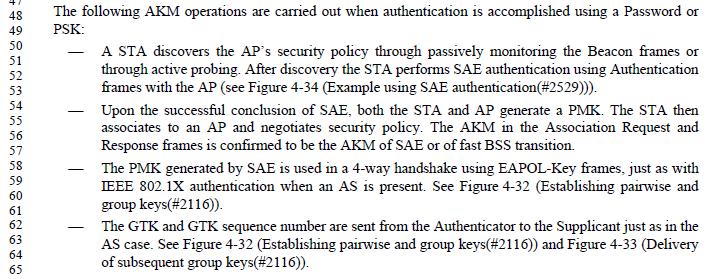 47
48 The following AKM operations are carried out when authentication is accomplished using a Password or
49 PSK:
50 — A STA discovers the AP's security policy through passively monitoring the Beacon frames or
51 through active probing. After discovery the STA performs SAE authentication using Authentication
52 frames with the AP (see Figure 4-34 (Example using SAE authentication(#2529))).
53
54 — Upon the successful conclusion of SAE, both the STA and AP generate a PMK. The STA then
55 associates to an AP and negotiates security policy. The AKM in the Association Request and
56 Response frames is confirmed to be the AKM of SAE or of fast BSS transition.
57
58 — The PMK generated by SAE is used in a 4-way handshake using EAPOL-Key frames, just as with
59 IEEE 802.1X authentication when an AS is present. See Figure 4-32 (Establishing pairwise and
60 group keys(#2116)).
61
62 — The GTK and GTK sequence number are sent from the Authenticator to the Supplicant just as in the
63 AS case. See Figure 4-32 (Establishing pairwise and group keys(#2116)) and Figure 4-33 (Delivery
64 of subsequent group keys(#2116)).
65